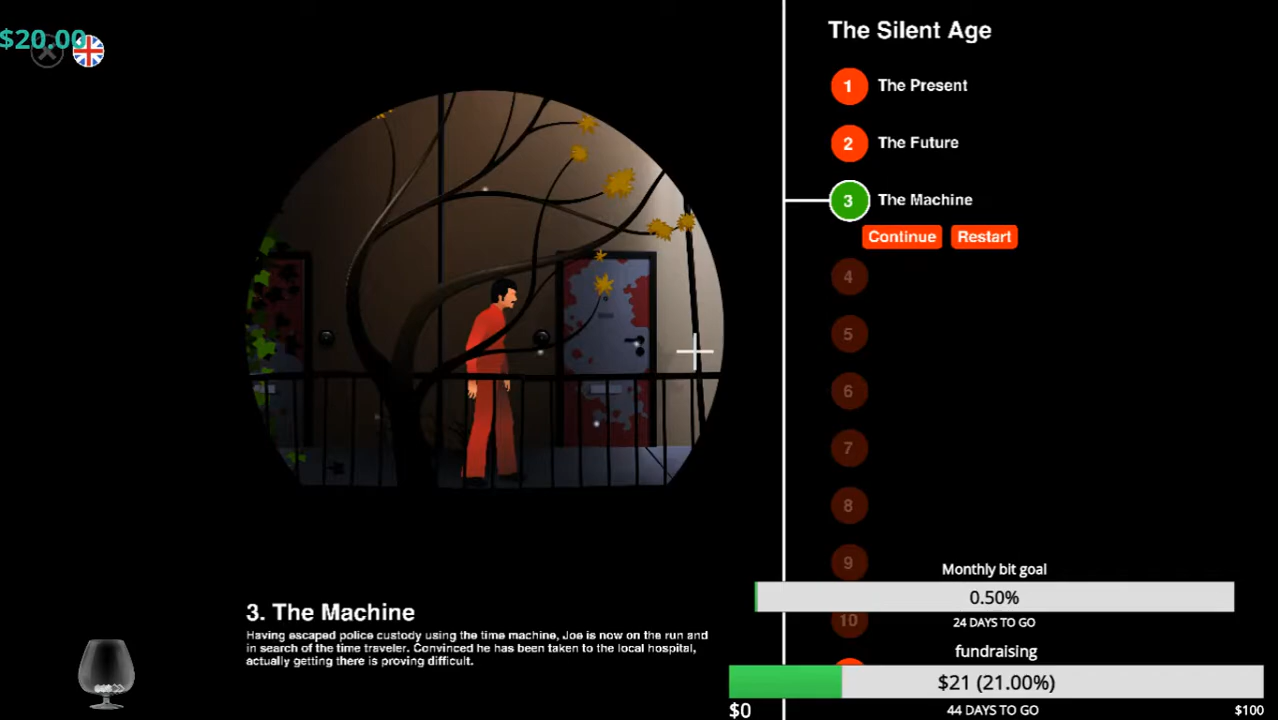 $20.00
The Silent Age
1 The Present
2 The Future
3 The Machine
Continue Restart
4
5
6
7
8
9
10
3. The Machine
Having escaped police custody using the time machine, Joe is now on the run and
in search of the time traveler. Convinced he has been taken to the local hospital,
actually getting there is proving difficult.
Monthly bit goal
0.50%
24 DAYS TO GO
fundraising
$21 (21.00%)
$0 44 DAYS TO GO $100